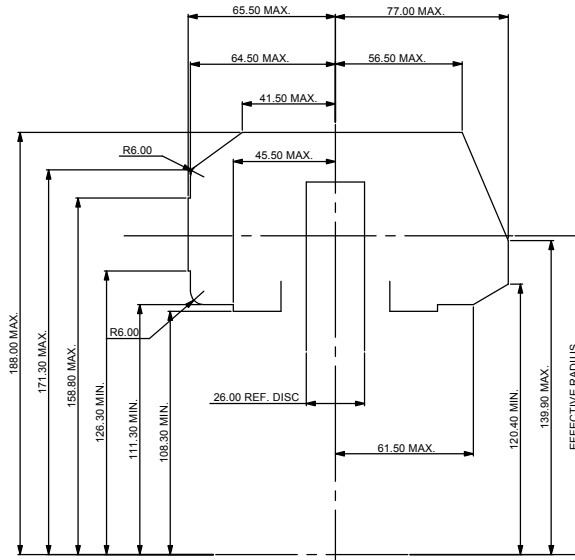 65.50 MAX.
77.00 MAX.
64.50 MAX.
56.50 MAX.
41.50 MAX.
R6.00
45.50 MAX.
188.00 MAX.
171.30 MAX.
158.80 MAX.
126.30 MIN.
111.30 MIN.
108.30 MIN.
R6.00
26.00 REF. DISC
61.50 MAX.
120.40 MIN.
139.90 MAX.
EFFECTIVE RADIUS